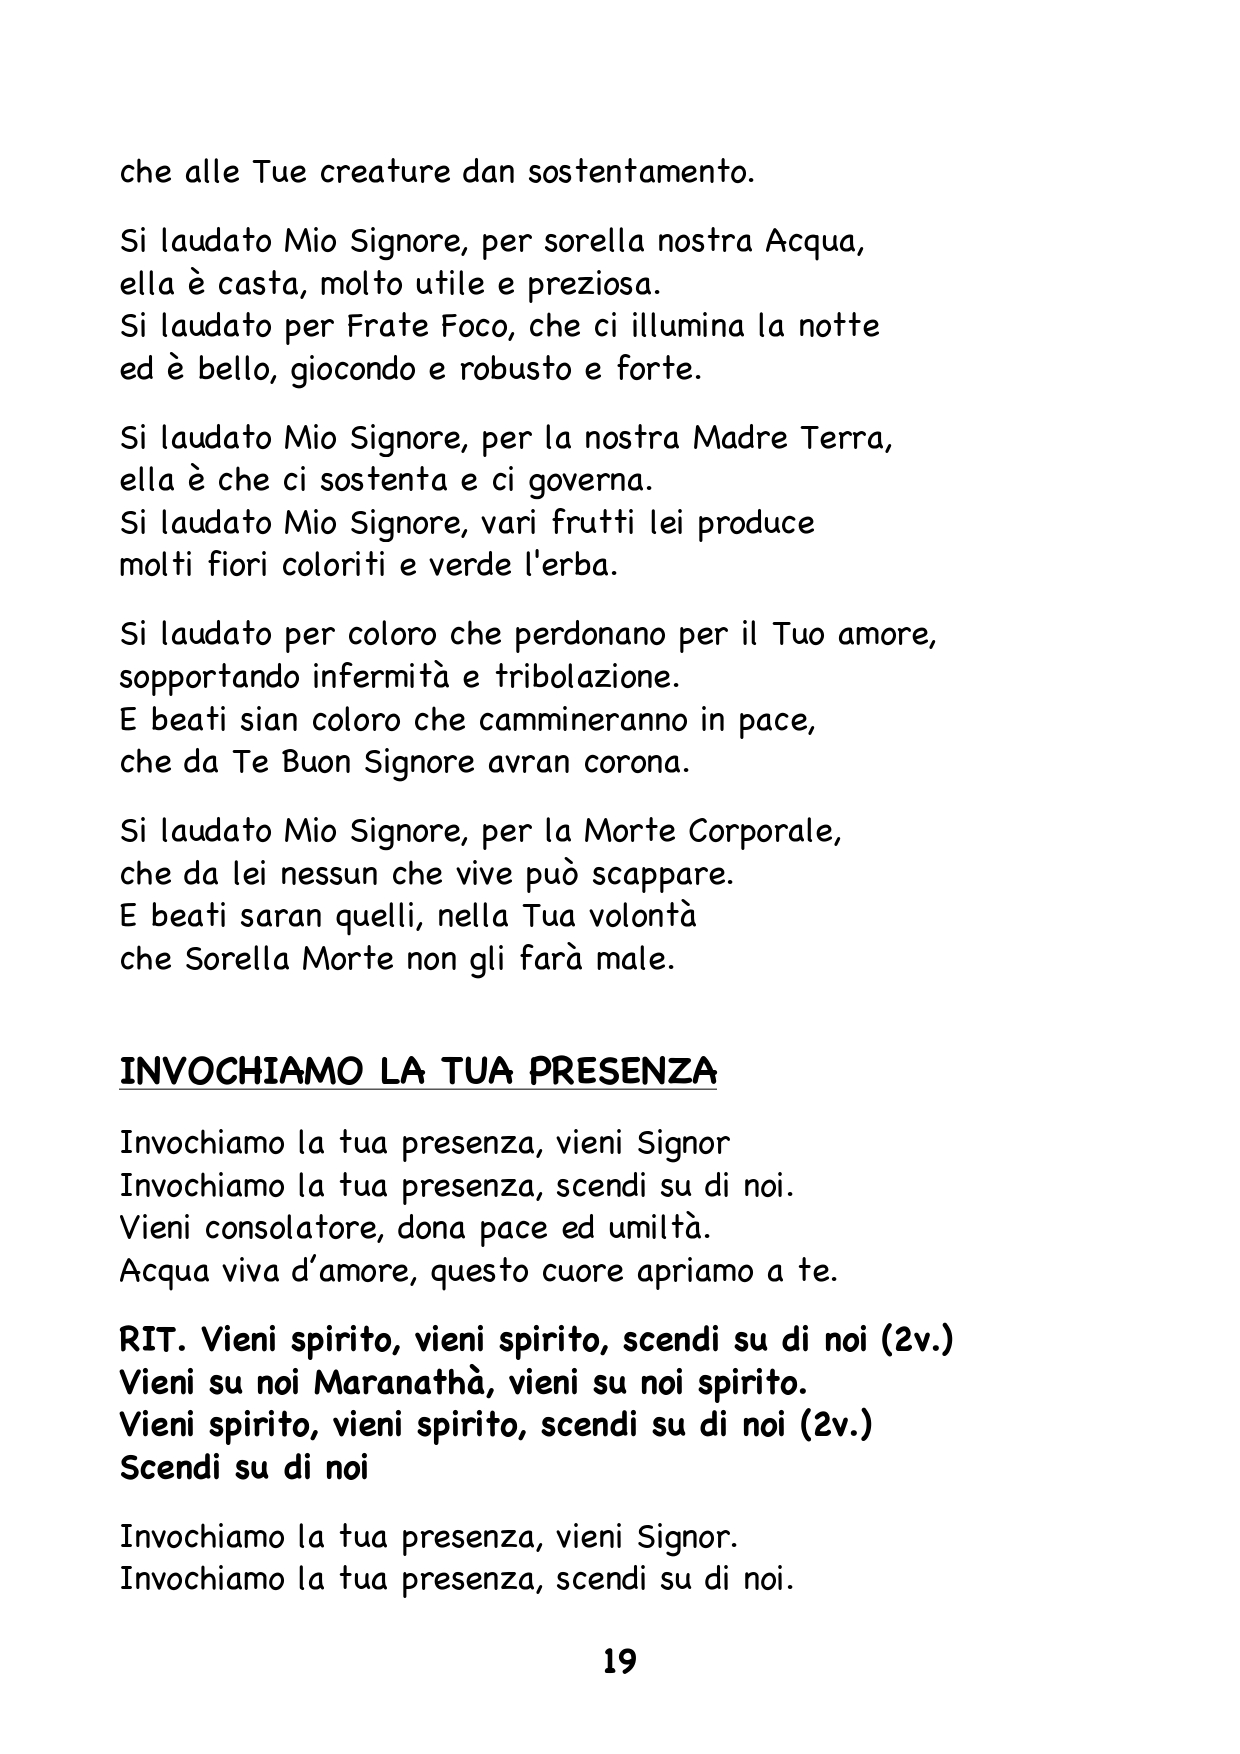 che alle Tue creature dan sostentamento.
Si laudato Mio Signore, per sorella nostra Acqua,
ella è casta, molto utile e preziosa.
Si laudato per Frate Foco, che ci illumina la notte
ed è bello, giocondo e robusto e forte.
Si laudato Mio Signore, per la nostra Madre Terra,
ella è che ci sostenta e ci governa.
Si laudato Mio Signore, vari frutti lei produce
molti fiori coloriti e verde l'erba.
Si laudato per coloro che perdonano per il Tuo amore,
sopportando infermità e tribolazione.
E beati sian coloro che cammineranno in pace,
che da Te Buon Signore avran corona.
Si laudato Mio Signore, per la Morte Corporale,
che da lei nessun che vive può scappare.
E beati saran quelli, nella Tua volontà
che Sorella Morte non gli farà male.
INVOCHIAMO LA TUA PRESENZA
Invochiamo la tua presenza, vieni Signor
Invochiamo la tua presenza, scendi su di noi.
Vieni consolatore, dona pace ed umiltà.
Acqua viva d’amore, questo cuore apriamo a te.
RIT. Vieni spirito, vieni spirito, scendi su di noi (2v.)
Vieni su noi Maranathà, vieni su noi spirito.
Vieni spirito, vieni spirito, scendi su di noi (2v.)
Scendi su di noi
Invochiamo la tua presenza, vieni Signor.
Invochiamo la tua presenza, scendi su di noi.
19